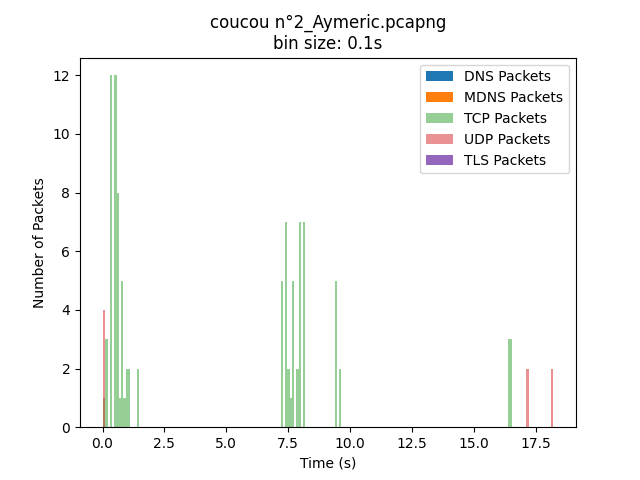 coucou n°2_Aymeric.pcapng
bin size: 0.1s
DNS Packets
MDNS Packets
TCP Packets
UDP Packets
TLS Packets
Number of Packets
12
10
8
6
4
2
0
0.0 2.5 5.0 7.5 10.0 12.5 15.0 17.5
Time (s)